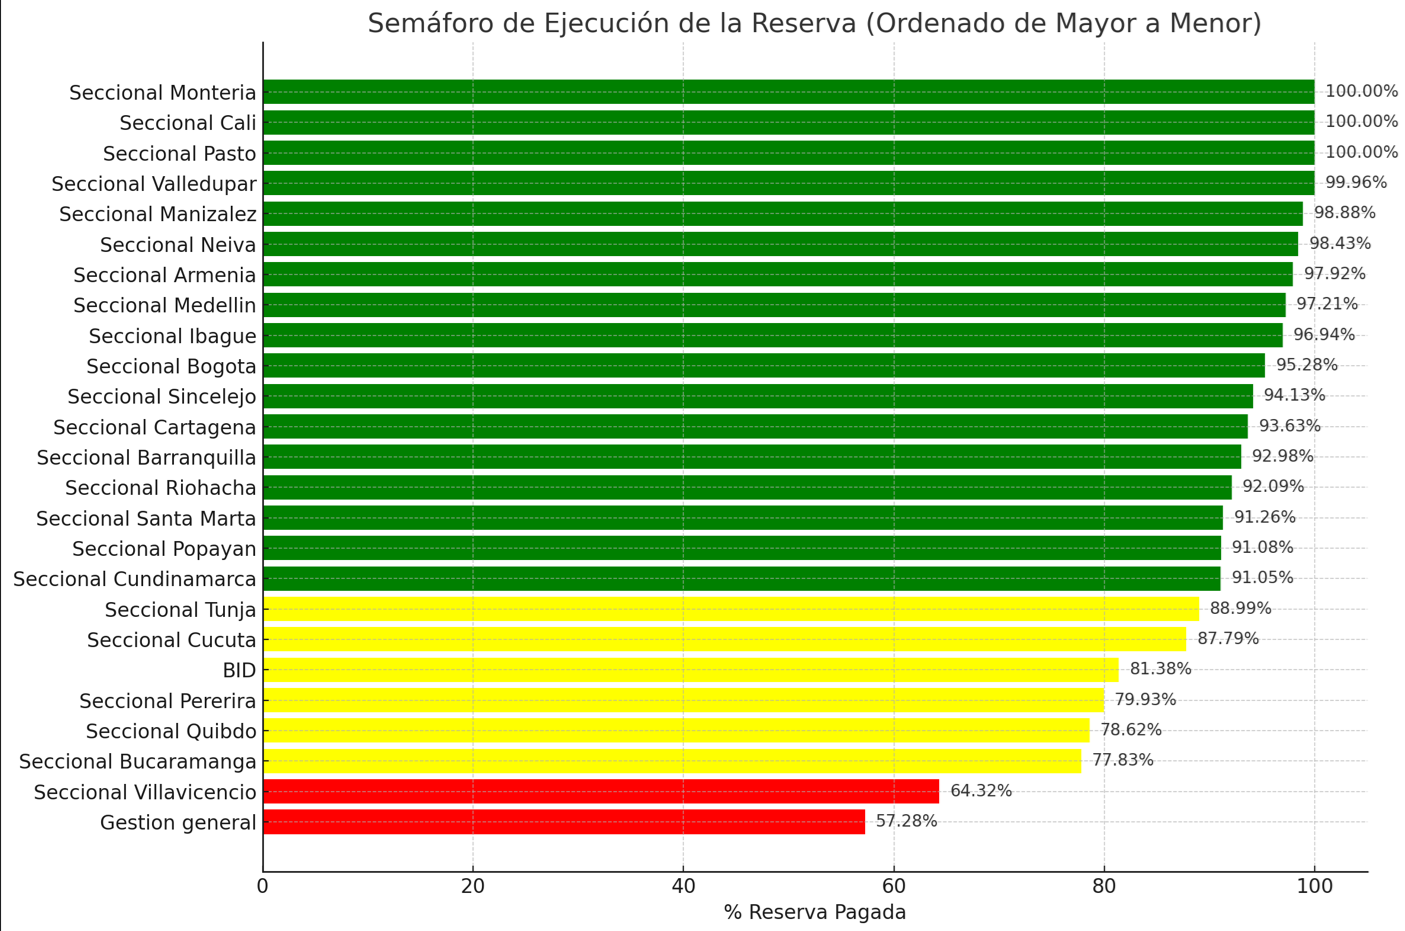 Semáforo de Ejecución de la Reserva (Ordenado de Mayor a Menor)
Seccional Monteria 100.00%
Seccional Cali 100.00%
Seccional Pasto 100.00%
Seccional Valledupar 99.96%
Seccional Manizalez 98.88%
Seccional Neiva 98.43%
Seccional Armenia 97.92%
Seccional Medellin 97.21%
Seccional Ibague 96.94%
Seccional Bogota 95.28%
Seccional Sincelejo 94.13%
Seccional Cartagena 93.63%
Seccional Barranquilla 92.98%
Seccional Riohacha 92.09%
Seccional Santa Marta 91.26%
Seccional Popayan 91.08%
Seccional Cundinamarca 91.05%
Seccional Tunja 88.99%
Seccional Cucuta 87.79%
BID 81.38%
Seccional Pererira 79.93%
Seccional Quibdo 78.62%
Seccional Bucaramanga 77.83%
Seccional Villavicencio 64.32%
Gestion general 57.28%
0 20 40 60 80 100
% Reserva Pagada